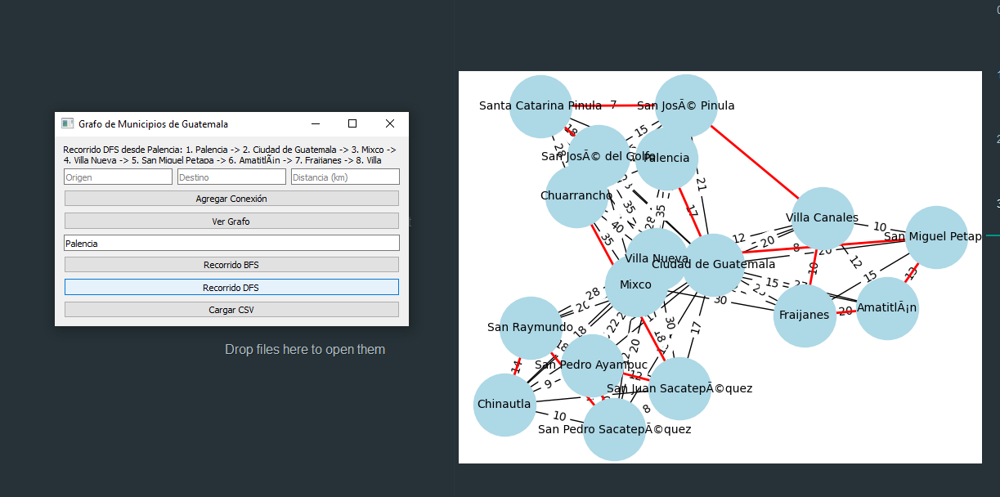 Grafo de Municipios de Guatemala
Recorrido DFS desde Palencia: 1. Palencia -> 2. Ciudad de Guatemala -> 3. Mixco ->
4. Villa Nueva -> 5. San Miguel Petapa -> 6. AmatitlÃ¡n -> 7. Fraijanes -> 8. Villa
Origen
Destino
Distancia (km)
Agregar Conexión
Ver Grafo
Palencia
Recorrido BFS
Recorrido DFS
Cargar CSV
Drop files here to open them
Santa Catarina Pinula
7
San JosÃ© Pinula
15
18
San JosÃ© del Golfo
Palencia
21
Chuarrancho
35
35
17
40
28
35
Villa Canales
10
San Miguel Petap
12
20
8
Villa Nueva
Ciudad de Guatemala
10
12
15
13
Mixco
15
30
20
Fraijanes
AmatitlÃ¡n
28
San Raymundo
18
22
30
17
20
18
14
San Pedro Ayampuc
12
9
San Juan SacatepÃ©quez
Chinautla
10
8
San Pedro SacatepÃ©quez